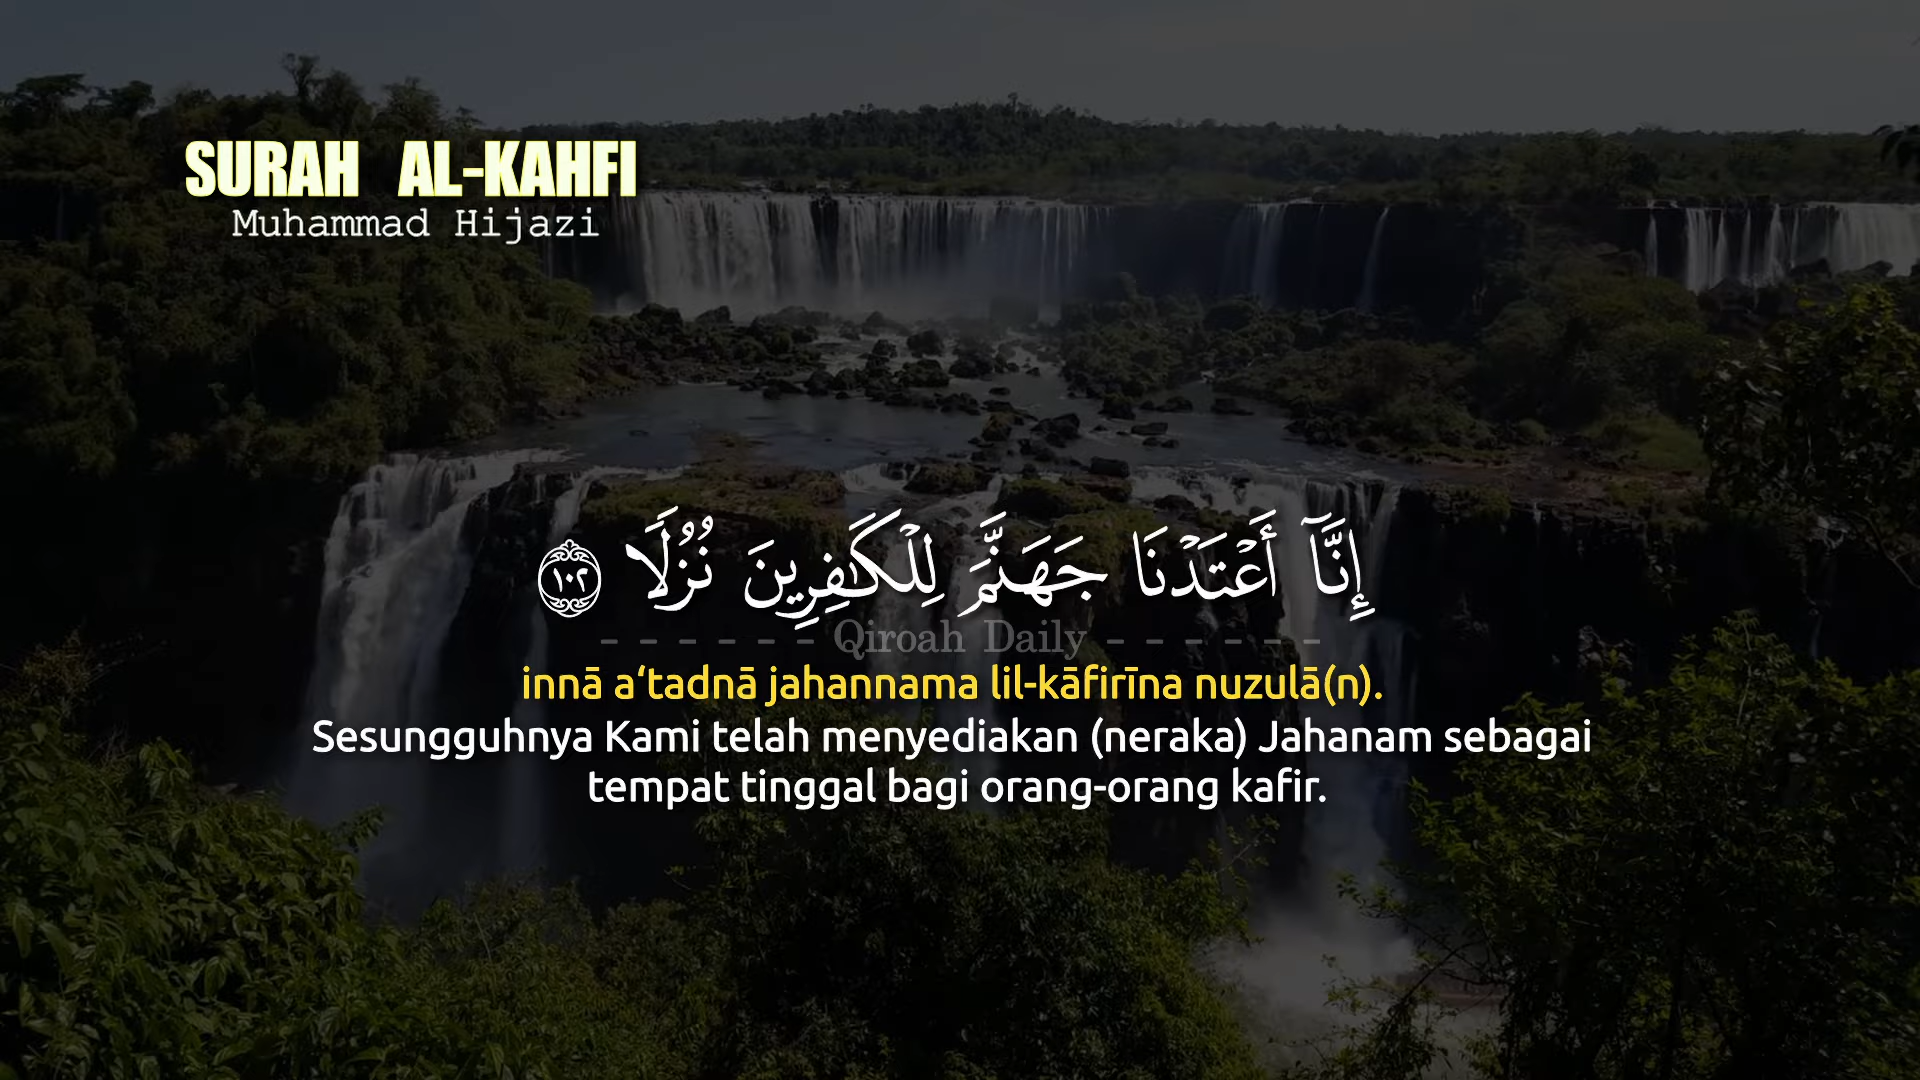 SURAH AL-KAHFI
Muhammad Hijazi
إِنَّآ أَعْتَدْنَا جَهَنَّمَ لِلْكَـٰفِرِينَ نُزُلًا ١٠٢
- - - - - - Qiroah Daily - - - - - -
innā a‘tadnā jahannama lil-kāfirīna nuzulā(n).
Sesungguhnya Kami telah menyediakan (neraka) Jahanam sebagai
tempat tinggal bagi orang-orang kafir.